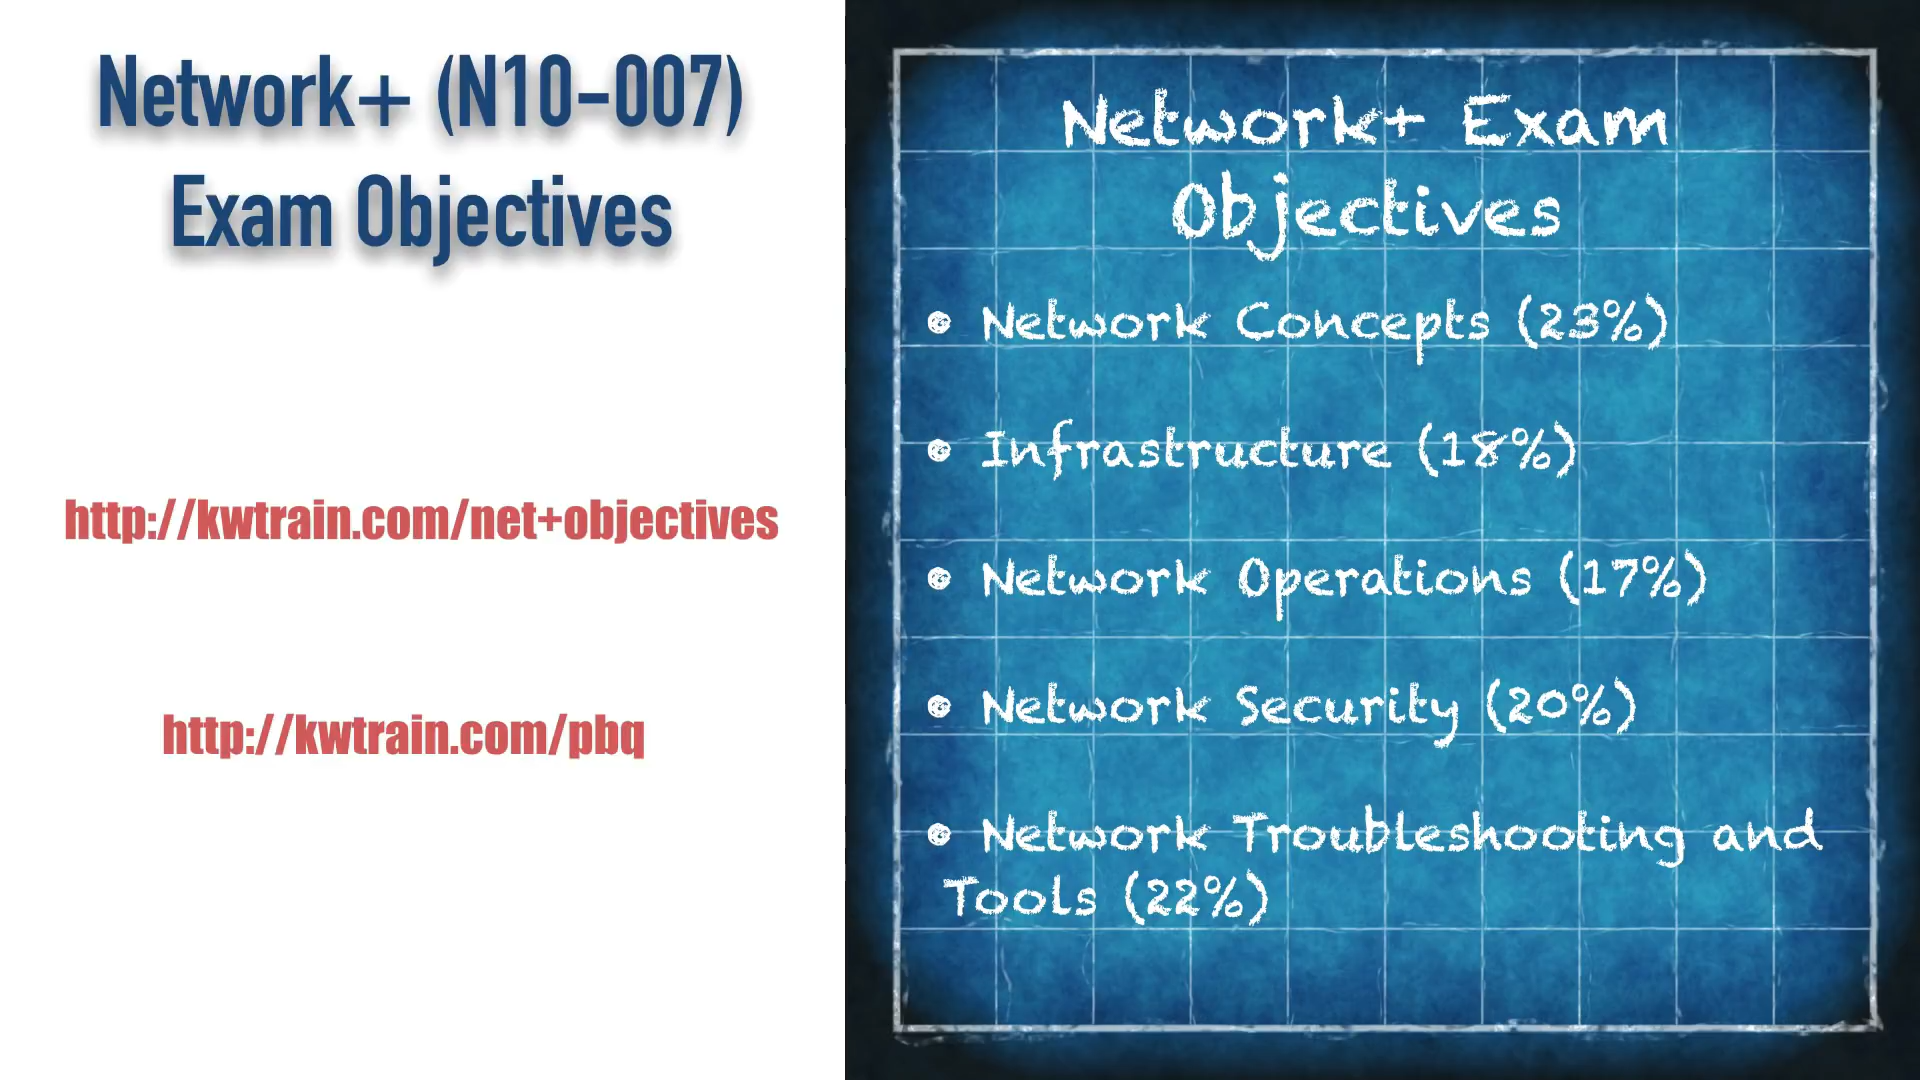 Network+ (N10-007)
Exam Objectives
http://kwtrain.com/net+objectives
http://kwtrain.com/pbq
Network+ Exam
Objectives
• Network Concepts (23%)
• Infrastructure (18%)
• Network Operations (17%)
• Network Security (20%)
• Network Troubleshooting and
Tools (22%)